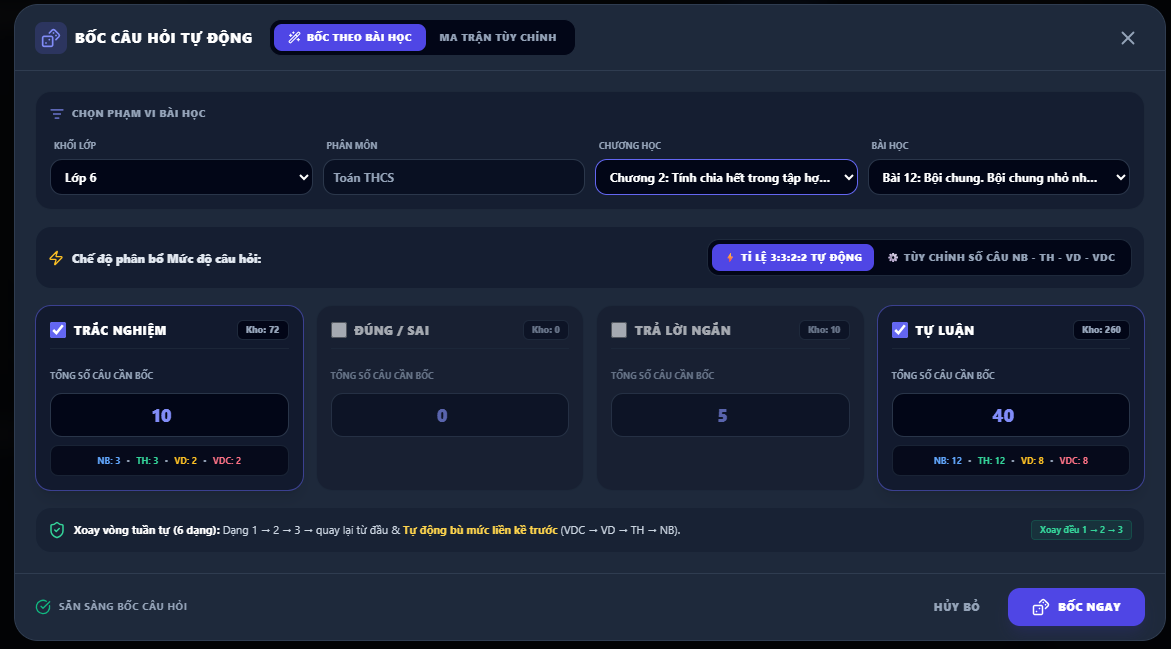 BỐC CÂU HỎI TỰ ĐỘNG
BỐC THEO BÀI HỌC
MA TRẬN TÙY CHỈNH
CHỌN PHẠM VI BÀI HỌC
KHỐI LỚP
PHÂN MÔN
CHƯƠNG HỌC
BÀI HỌC
Lớp 6
Toán THCS
Chương 2: Tính chia hết trong tập hợ...
Bài 12: Bội chung. Bội chung nhỏ nh...
Chế độ phân bổ Mức độ câu hỏi:
TỈ LỆ 3:3:2:2 TỰ ĐỘNG
TÙY CHỈNH SỐ CÂU NB - TH - VD - VDC
TRẮC NGHIỆM
Kho: 72
TỔNG SỐ CÂU CẦN BỐC
10
NB: 3 • TH: 3 • VD: 2 • VDC: 2
ĐÚNG / SAI
Kho: 0
TỔNG SỐ CÂU CẦN BỐC
0
TRẢ LỜI NGẮN
Kho: 10
TỔNG SỐ CÂU CẦN BỐC
5
TỰ LUẬN
Kho: 260
TỔNG SỐ CÂU CẦN BỐC
40
NB: 12 • TH: 12 • VD: 8 • VDC: 8
Xoay vòng tuần tự (6 dạng): Dạng 1 → 2 → 3 → quay lại từ đầu & Tự động bù mức liền kề trước (VDC → VD → TH → NB).
Xoay đều 1 → 2 → 3
SẴN SÀNG BỐC CÂU HỎI
HỦY BỎ
BỐC NGAY